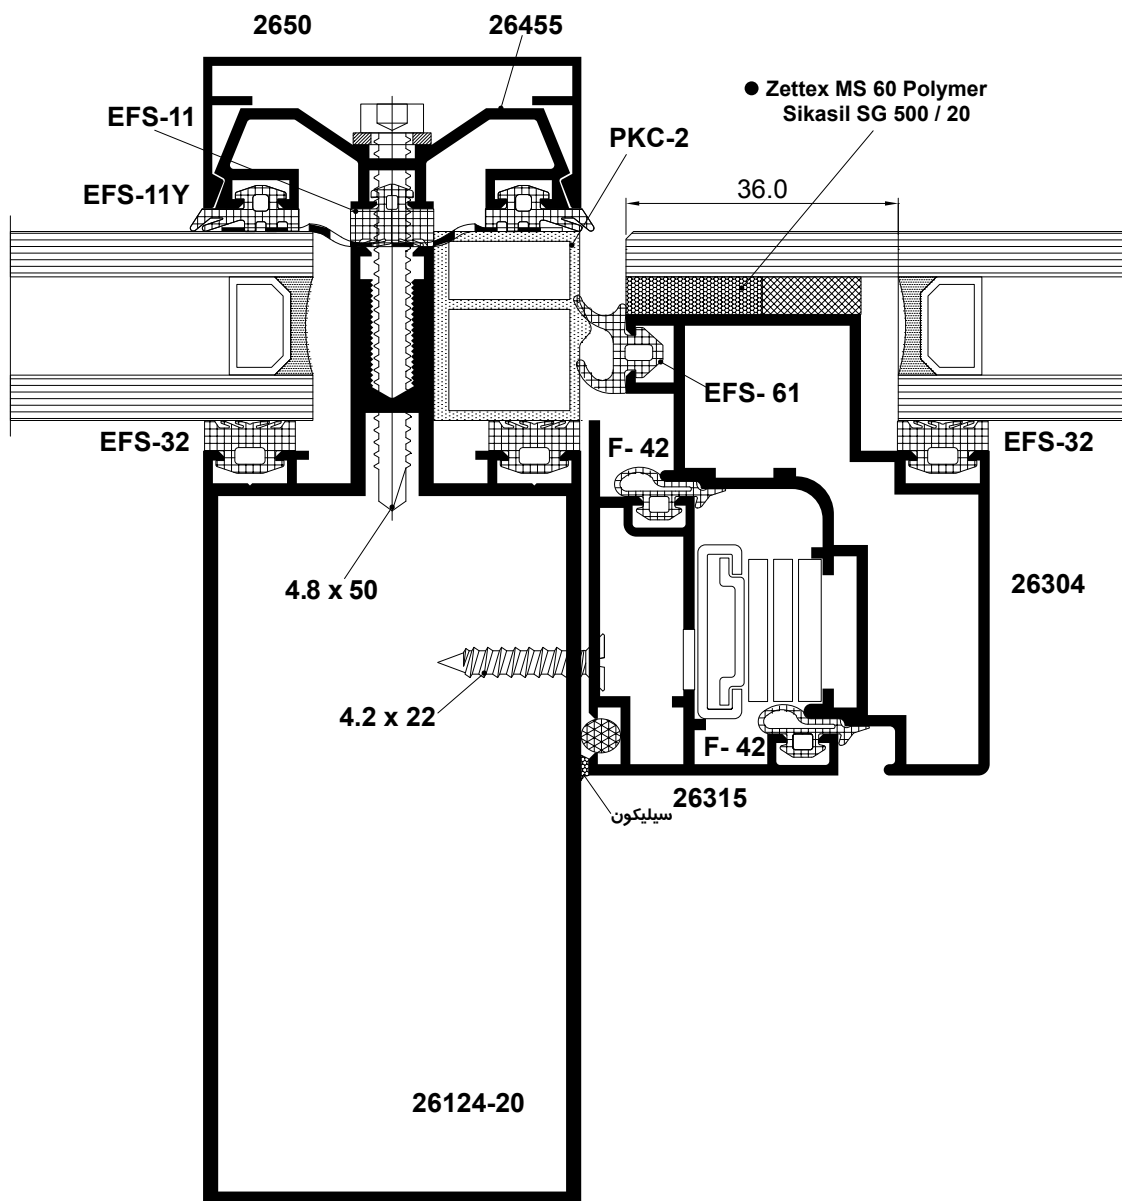 2650
26455
● Zettex MS 60 Polymer
Sikasil SG 500 / 20
EFS-11
PKC-2
EFS-11Y
36.0
EFS- 61
EFS-32
F- 42
EFS-32
4.8 x 50
26304
4.2 x 22
F- 42
26315
سیلیکون
26124-20